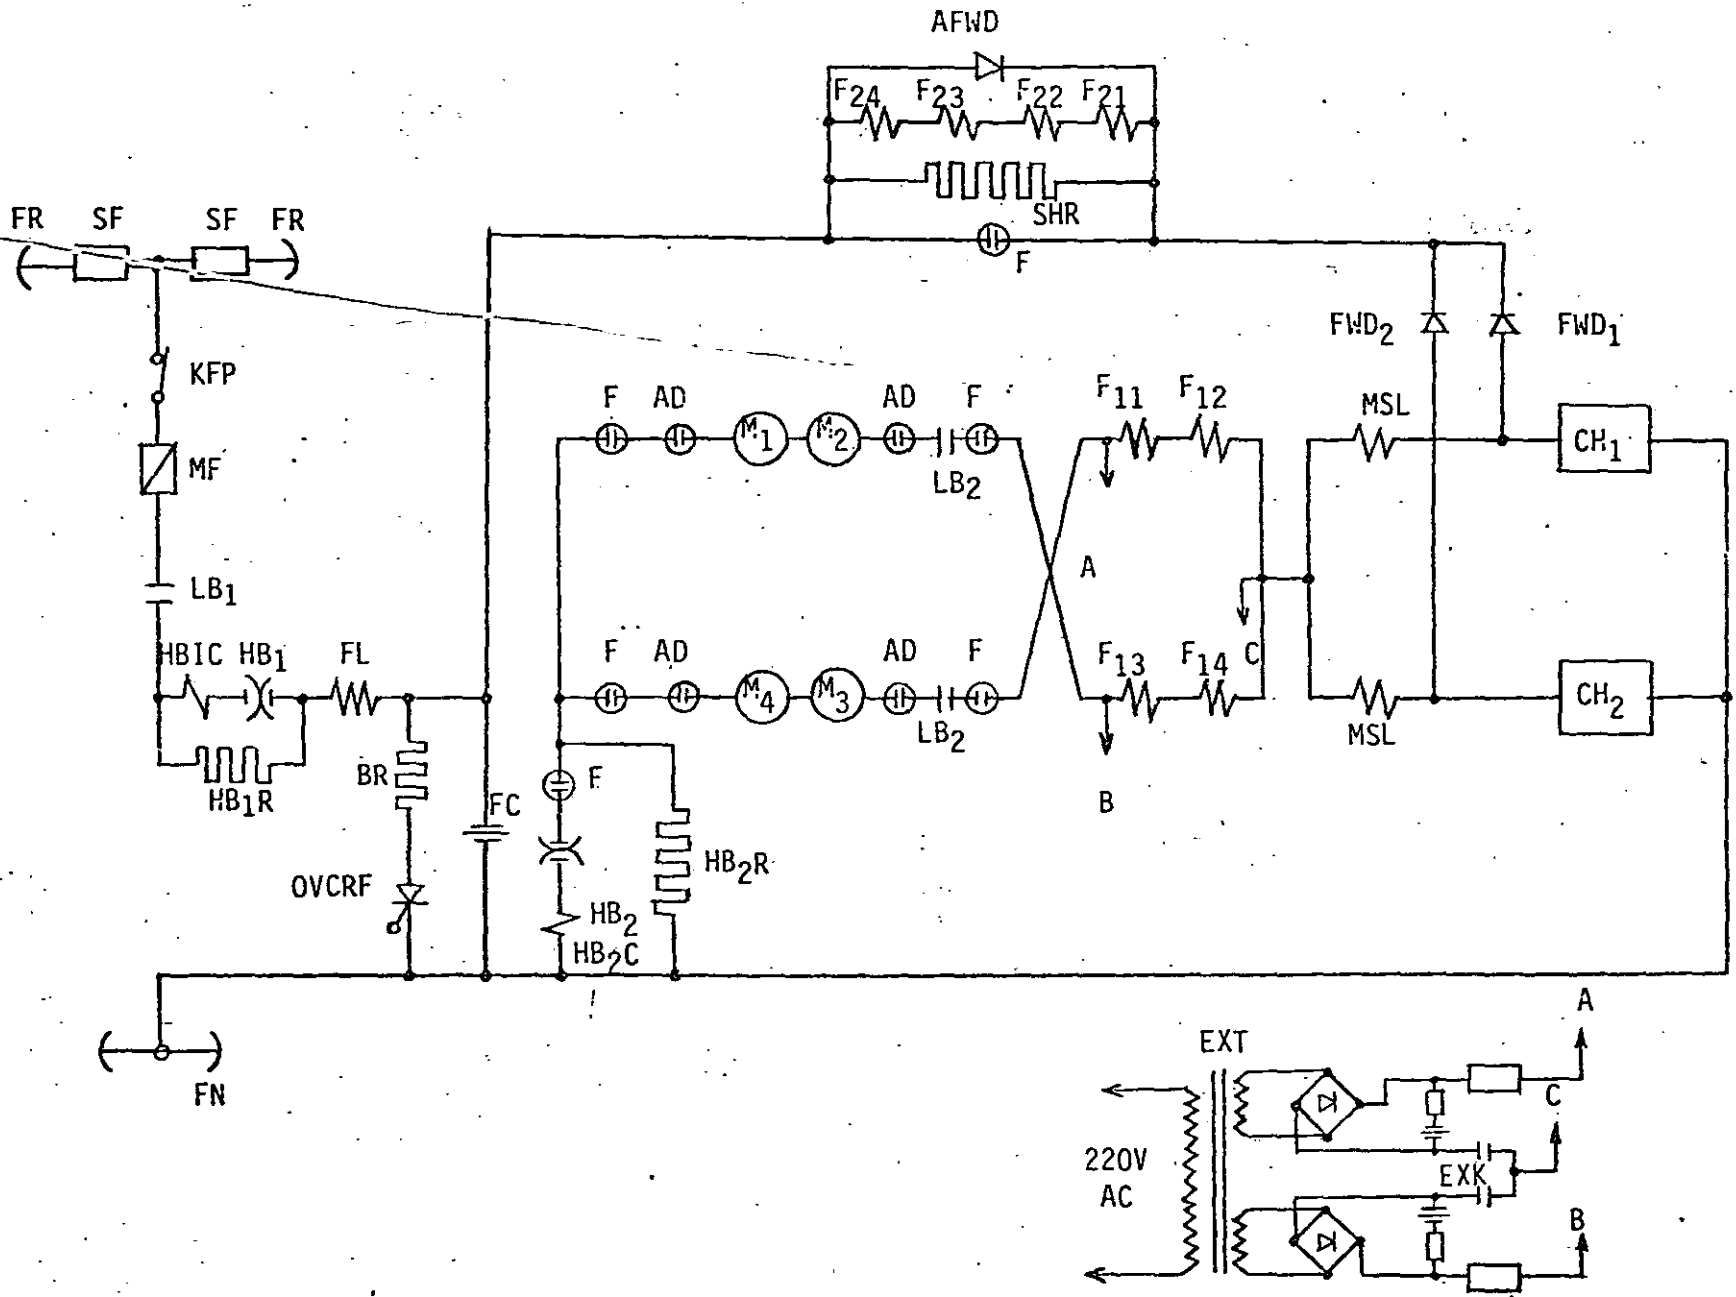 AFWD
F24 F23 F22 F21
SHR
FR SF SF FR
F
KFP
FWD2 FWD1
MF
F AD M1 M2 AD F
LB2
F11 F12
MSL
CH1
LB1
A
HBIC HB1 FL
F AD M4 M3 AD F
LB2
F13 F14 C
MSL
CH2
HB1R
BR
FC
F
B
HB2R
OVCRF
HB2
HB2C
FN
EXT
A
C
220V
AC
EXK
B